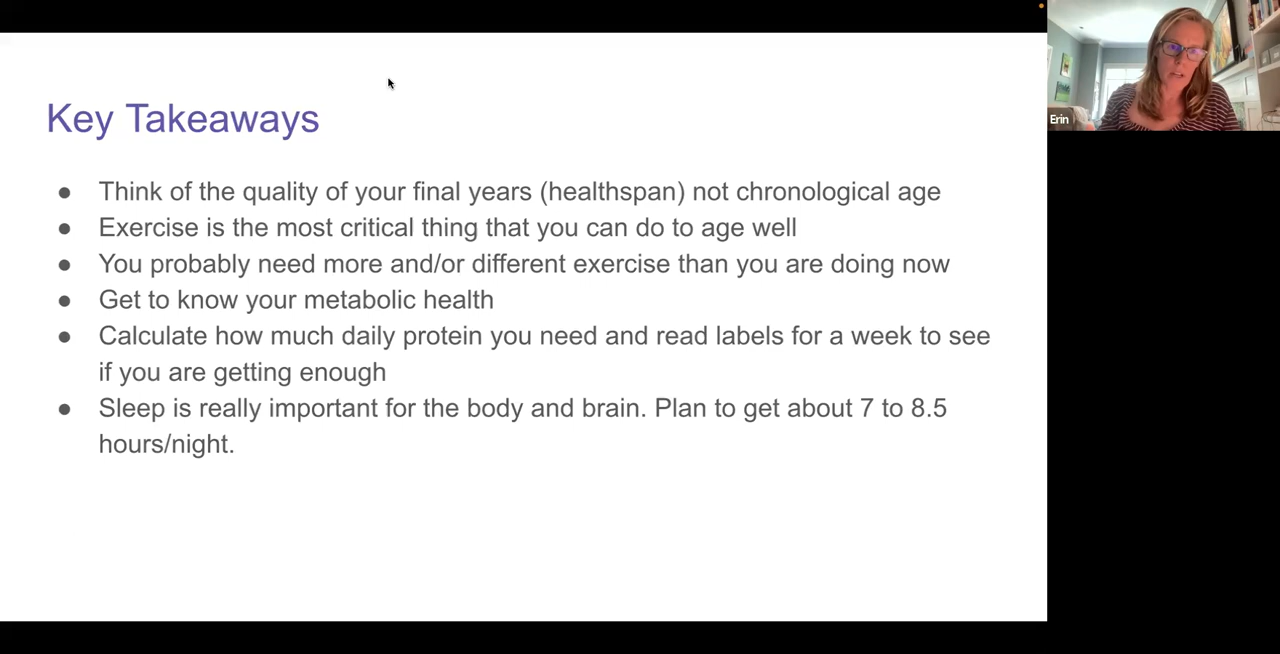 Key Takeaways
● Think of the quality of your final years (healthspan) not chronological age
● Exercise is the most critical thing that you can do to age well
● You probably need more and/or different exercise than you are doing now
● Get to know your metabolic health
● Calculate how much daily protein you need and read labels for a week to see
if you are getting enough
● Sleep is really important for the body and brain. Plan to get about 7 to 8.5
hours/night.
Erin